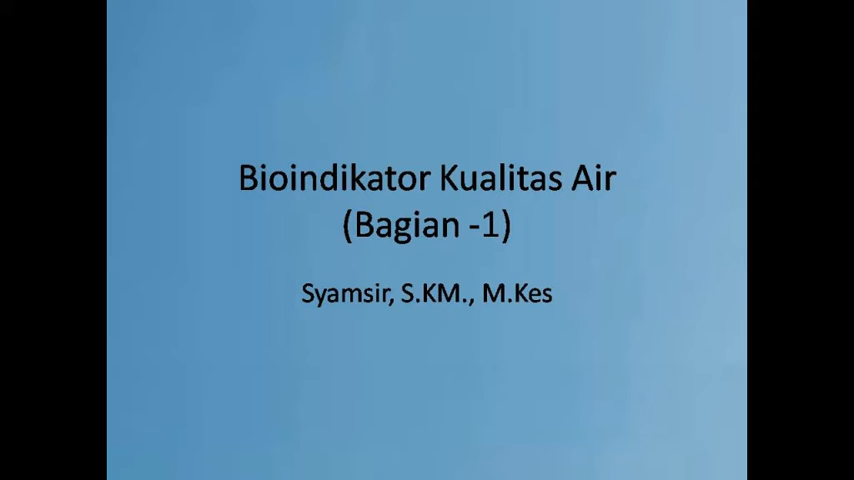 Bioindikator Kualitas Air
(Bagian -1)
Syamsir, S.KM., M.Kes